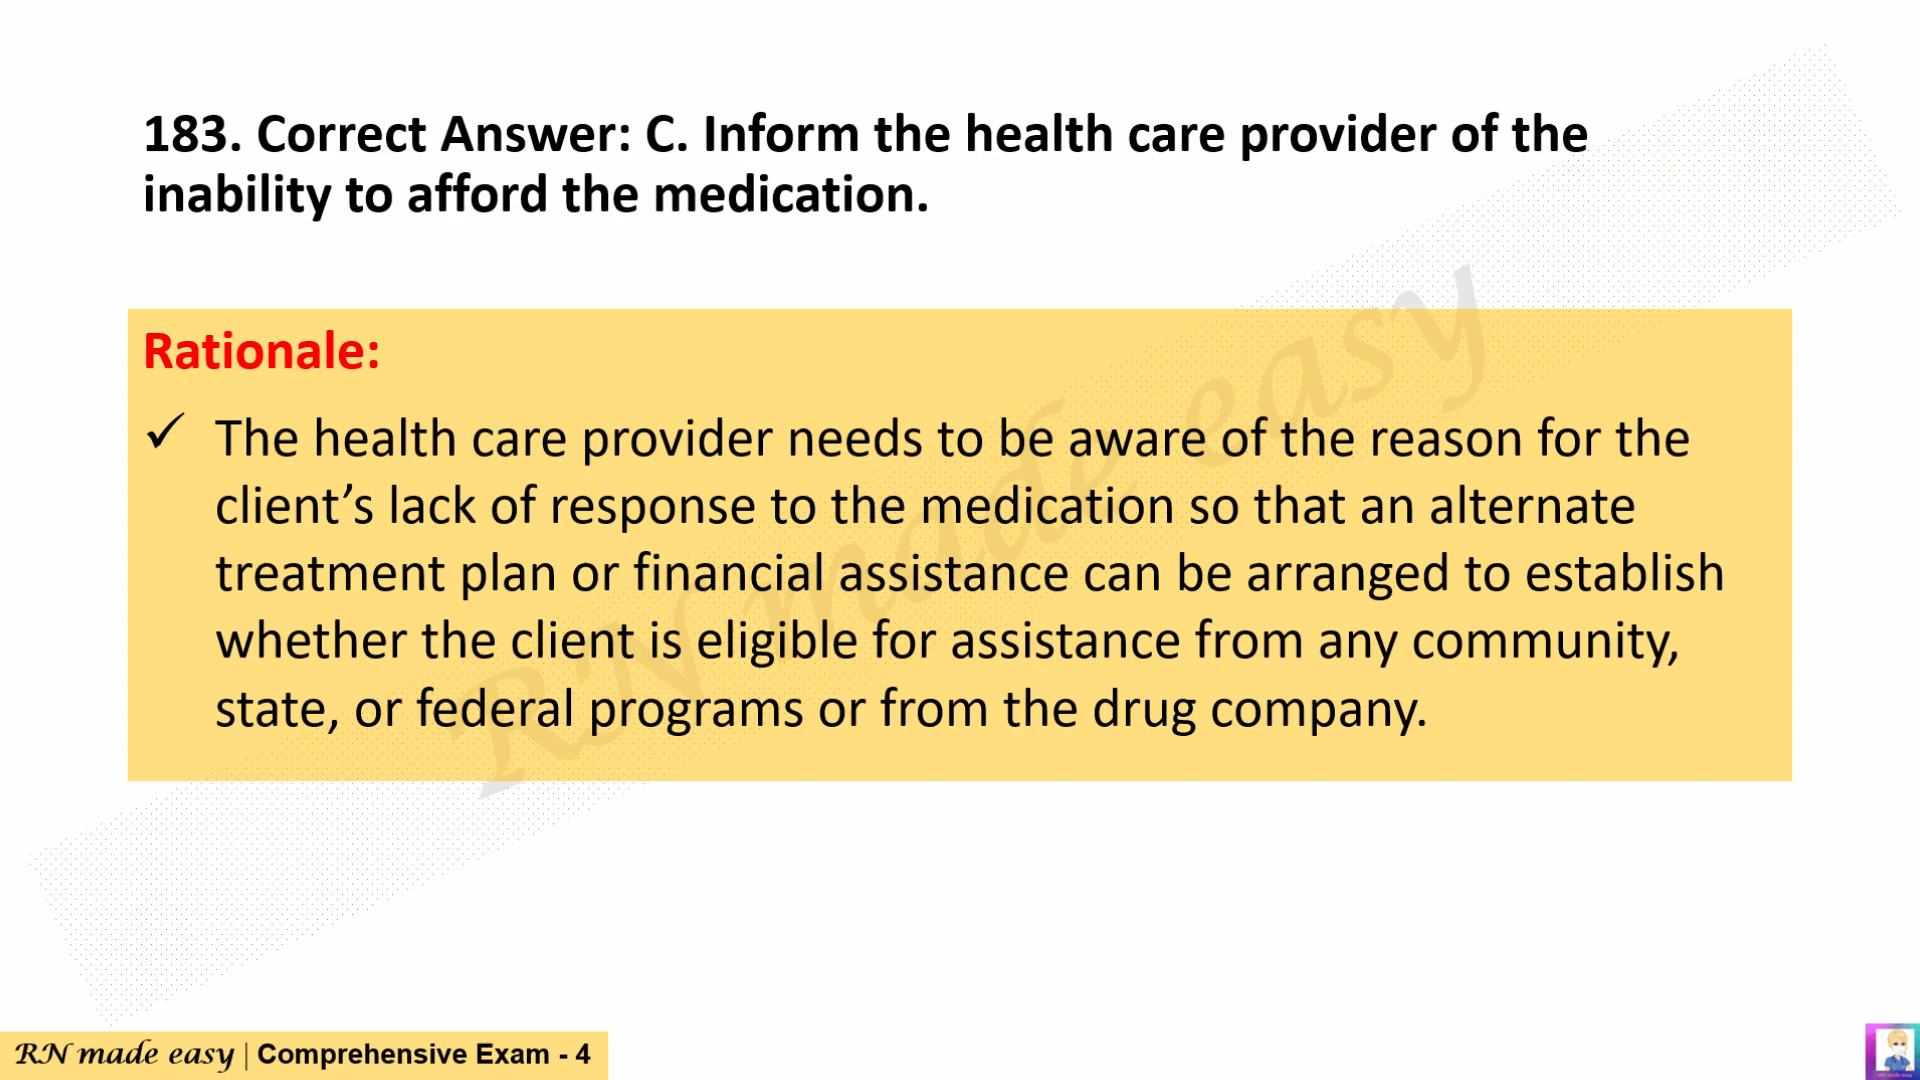 183. Correct Answer: C. Inform the health care provider of the
inability to afford the medication.
Rationale:
✓ The health care provider needs to be aware of the reason for the
client’s lack of response to the medication so that an alternate
treatment plan or financial assistance can be arranged to establish
whether the client is eligible for assistance from any community,
state, or federal programs or from the drug company.
RN made easy
RN made easy | Comprehensive Exam - 4